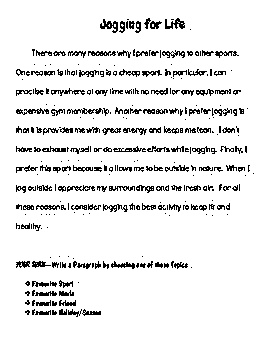 Jogging for Life
There are many reasons why I prefer jogging to other sports.
One reason is that jogging is a cheap sport. In particular, I can
practise it anywhere at any time with no need for any equipment or
expensive gym membership. Another reason why I prefer jogging is
that it is provides me with great energy and keeps me lean. I don't
have to exhaust myself or do excessive efforts while jogging. Finally, I
prefer this sport because it allows me to be outside in nature. When I
jog outside I appreciate my surroundings and the fresh air. For all
these reasons, I consider jogging the best activity to keep fit and
healthy.
YOUR TURN—Write a Paragraph by choosing one of these Topics
❖ Favourite Sport
❖ Favourite Movie
❖ Favourite Friend
❖ Favourite Holiday/Season